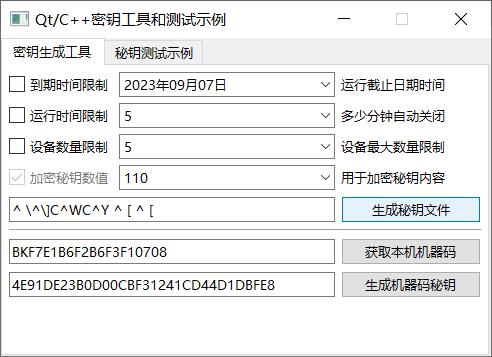 Qt/C++密钥工具和测试示例
密钥生成工具 秘钥测试示例
到期时间限制 2023年09月07日 运行截止日期时间
运行时间限制 5 多少分钟自动关闭
设备数量限制 5 设备最大数量限制
加密秘钥数值 110 用于加密秘钥内容
^ \^\]C^WC^Y ^ [ ^ [ 生成秘钥文件
BKF7E1B6F2B6F3F10708 获取本机机器码
4E91DE23B0D00CBF31241CD44D1DBFE8 生成机器码秘钥